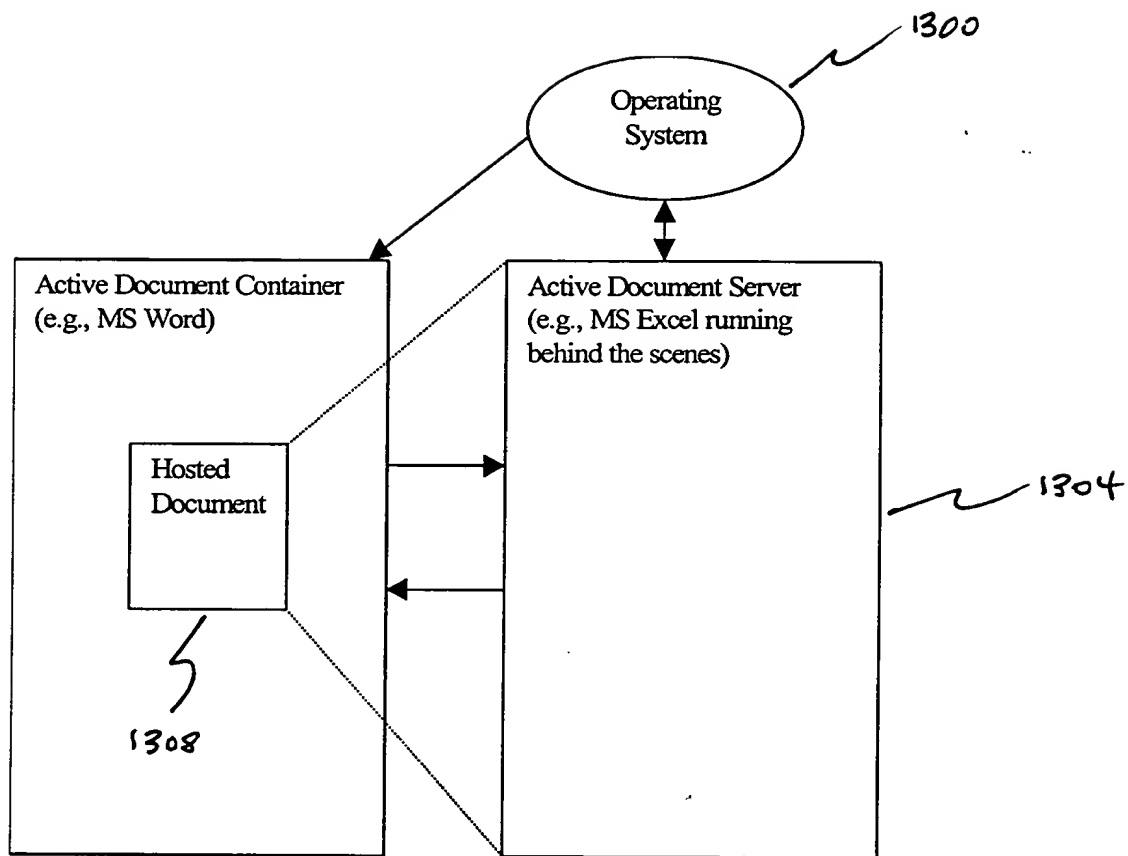 1300
Operating
System
Active Document Container
(e.g., MS Word)
Active Document Server
(e.g., MS Excel running
behind the scenes)
Hosted
Document
1304
1308